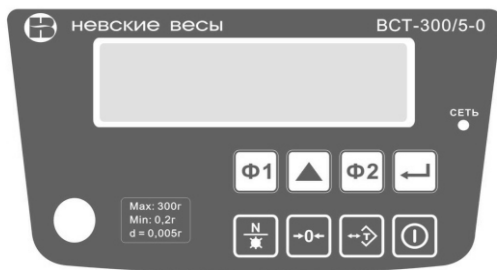 невские весы
ВСТ-300/5-0
СЕТЬ
Ф1
Ф2
Max: 300г
Min: 0,2г
d = 0,005г
N
→0←
T